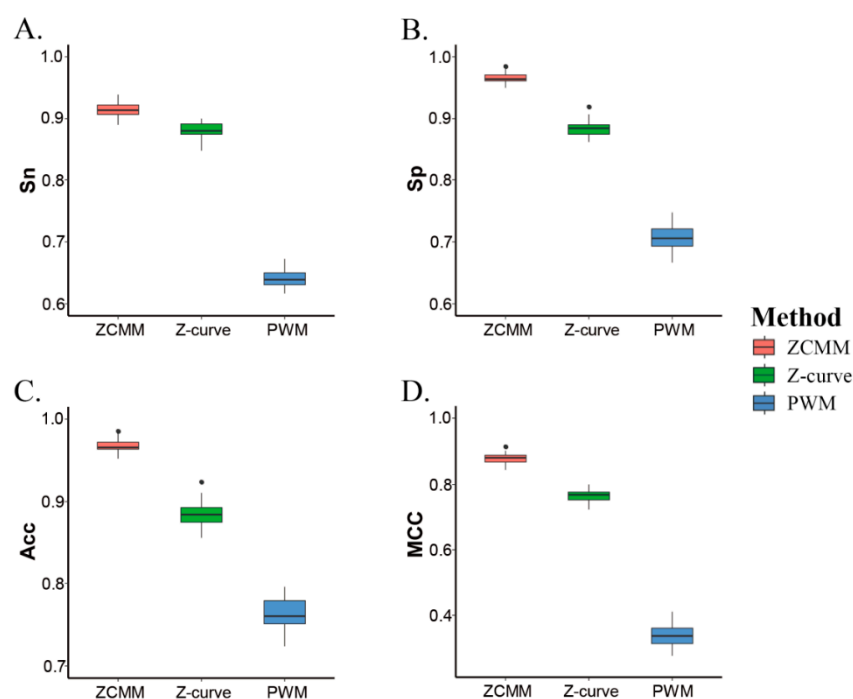 A.
1.0
0.9
0.8
0.7
0.6
Sn
ZCMM Z-curve PWM
B.
1.0
0.9
0.8
0.7
0.6
Sp
ZCMM Z-curve PWM
Method
ZCMM
Z-curve
PWM
C.
1.0
0.9
0.8
0.7
Acc
ZCMM Z-curve PWM
D.
1.0
0.8
0.6
0.4
MCC
ZCMM Z-curve PWM